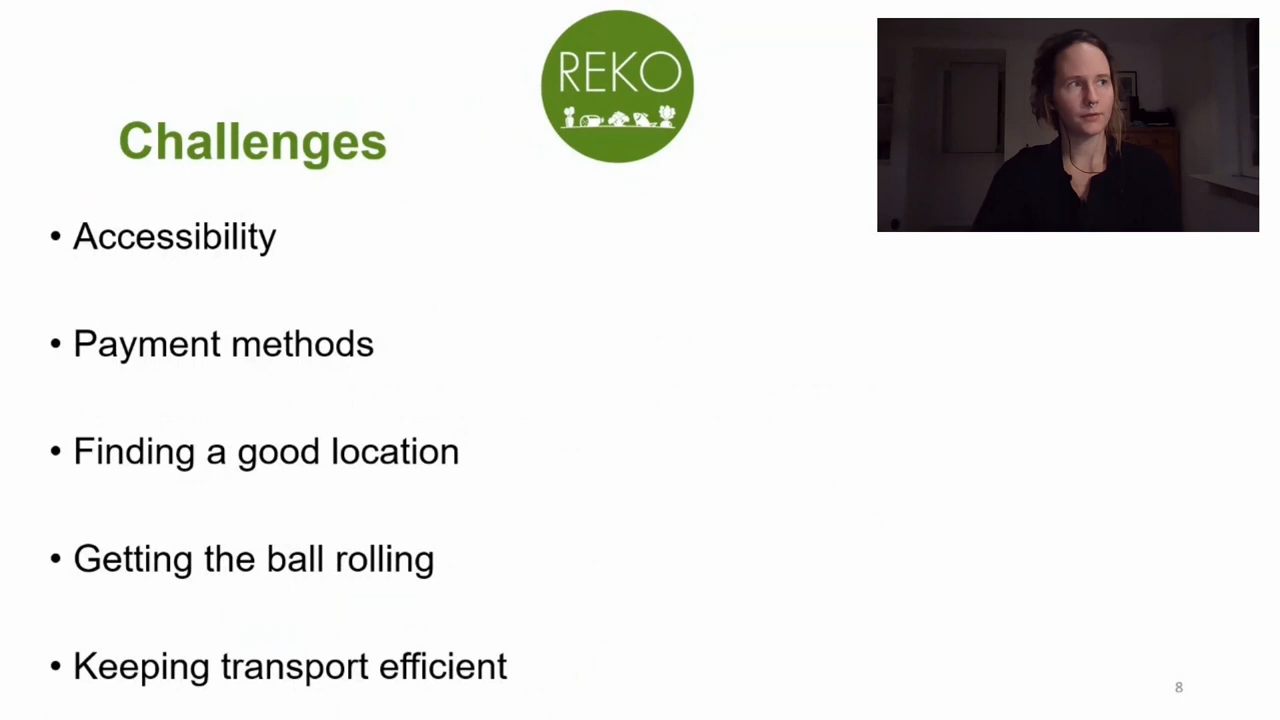 REKO
Challenges
• Accessibility
• Payment methods
• Finding a good location
• Getting the ball rolling
• Keeping transport efficient
8